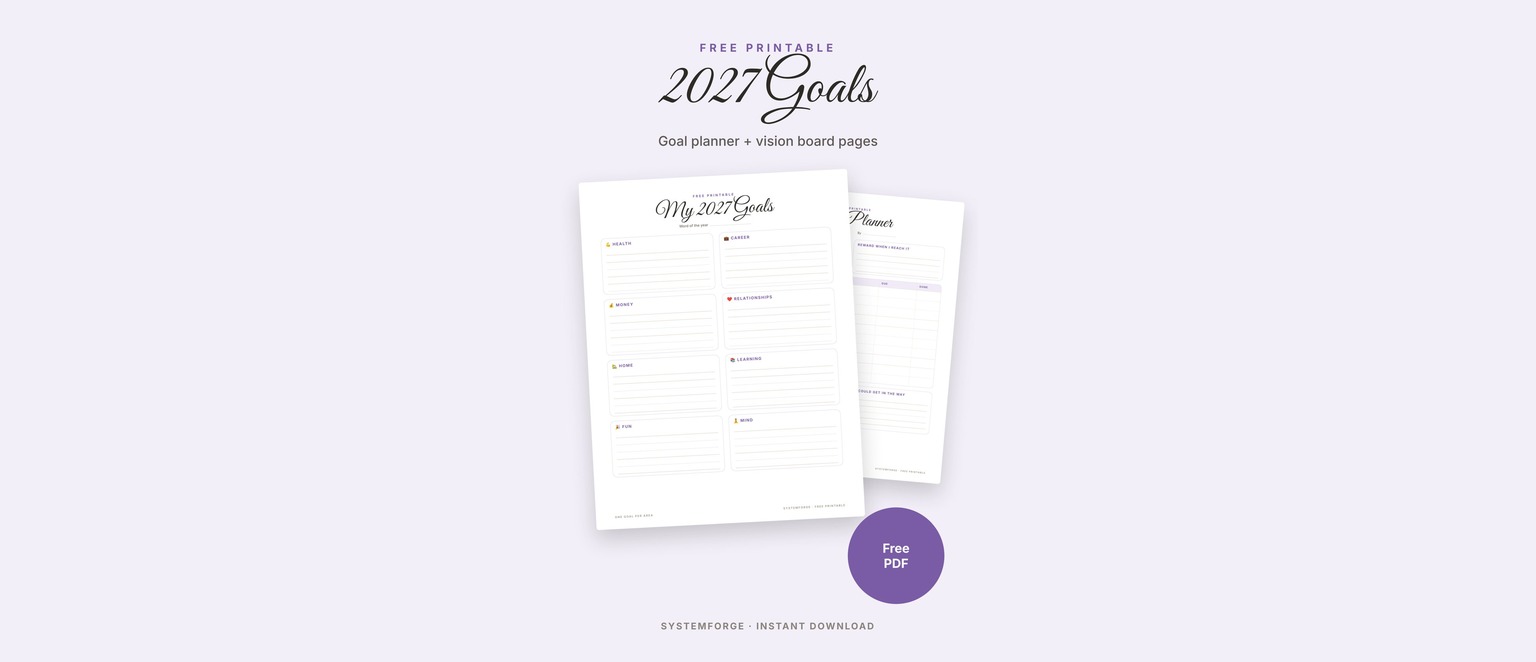 FREE PRINTABLE
2027 Goals
Goal planner + vision board pages
FREE PRINTABLE
My 2027 Goals
Word of the year
HEALTH
CAREER
MONEY
RELATIONSHIPS
HOME
LEARNING
FUN
MIND
ONE GOAL PER AREA
SYSTEMFORGE · FREE PRINTABLE
PRINTABLE
Planner
By
REWARD WHEN I REACH IT
DUE
DONE
COULD GET IN THE WAY
SYSTEMFORGE · FREE PRINTABLE
Free
PDF
SYSTEMFORGE · INSTANT DOWNLOAD